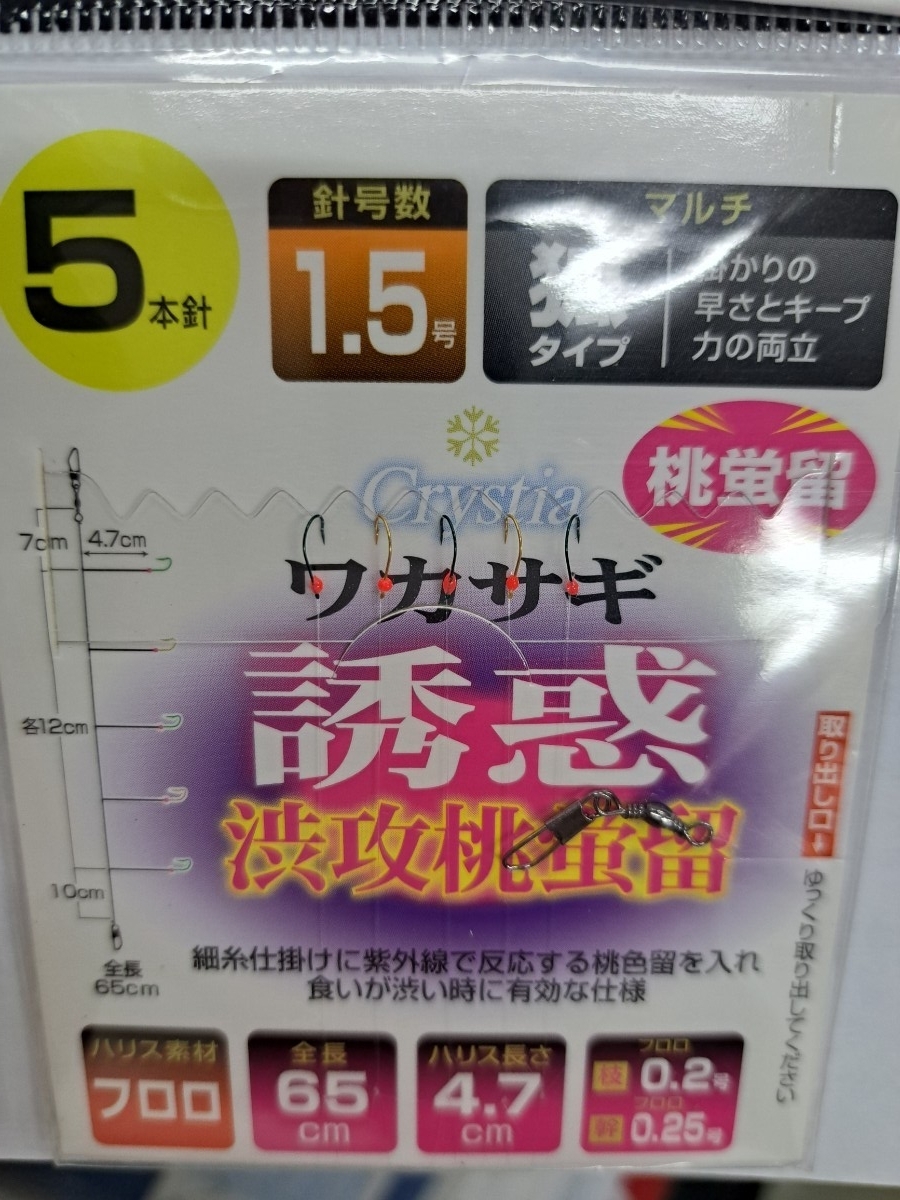 5本針
針号数
1.5号
マルチ
タイプ
掛かりの
早さとキープ
力の両立
Crystia
桃蛍留
7cm
4.7cm
ワカサギ
誘惑
渋攻桃蛍留
各12cm
取り出し口→
ゆっくり取り出してください
10cm
全長
65cm
細糸仕掛けに紫外線で反応する桃色留を入れ
食いが渋い時に有効な仕様
ハリス素材
フロロ
全長
65
cm
ハリス長さ
4.7
cm
フロロ
枝 0.2号
フロロ
幹 0.25号